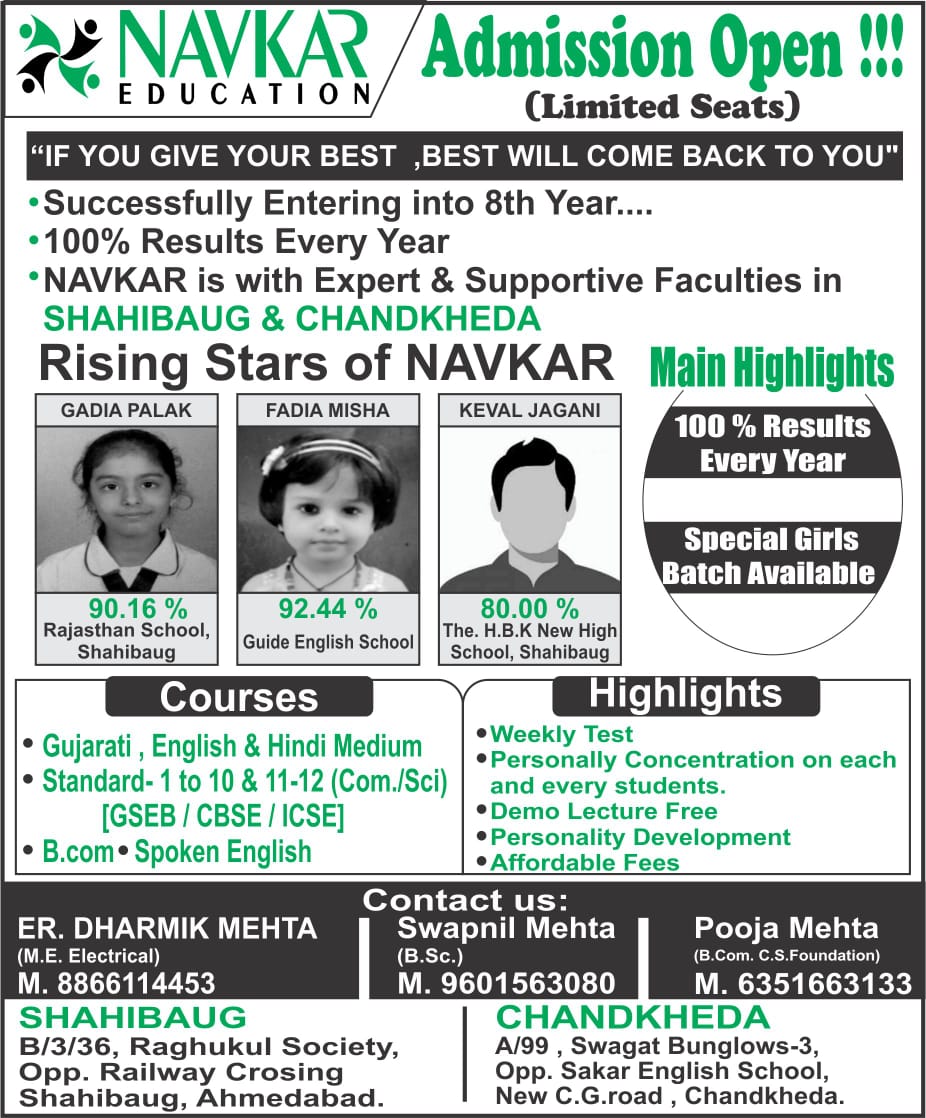 NAVKAR
EDUCATION
Admission Open !!!
(Limited Seats)
“IF YOU GIVE YOUR BEST ,BEST WILL COME BACK TO YOU"
•Successfully Entering into 8th Year....
•100% Results Every Year
•NAVKAR is with Expert & Supportive Faculties in
SHAHIBAUG & CHANDKHEDA
Rising Stars of NAVKAR
GADIA PALAK
90.16 %
Rajasthan School,
Shahibaug
FADIA MISHA
92.44 %
Guide English School
KEVAL JAGANI
80.00 %
The. H.B.K New High
School, Shahibaug
Main Highlights
100 % Results
Every Year
Special Girls
Batch Available
Courses
• Gujarati , English & Hindi Medium
• Standard- 1 to 10 & 11-12 (Com./Sci)
[GSEB / CBSE / ICSE]
• B.com• Spoken English
Highlights
•Weekly Test
•Personally Concentration on each
and every students.
•Demo Lecture Free
•Personality Development
•Affordable Fees
Contact us:
ER. DHARMIK MEHTA
(M.E. Electrical)
M. 8866114453
Swapnil Mehta
(B.Sc.)
M. 9601563080
Pooja Mehta
(B.Com. C.S.Foundation)
M. 6351663133
SHAHIBAUG
B/3/36, Raghukul Society,
Opp. Railway Crosing
Shahibaug, Ahmedabad.
CHANDKHEDA
A/99 , Swagat Bunglows-3,
Opp. Sakar English School,
New C.G.road , Chandkheda.